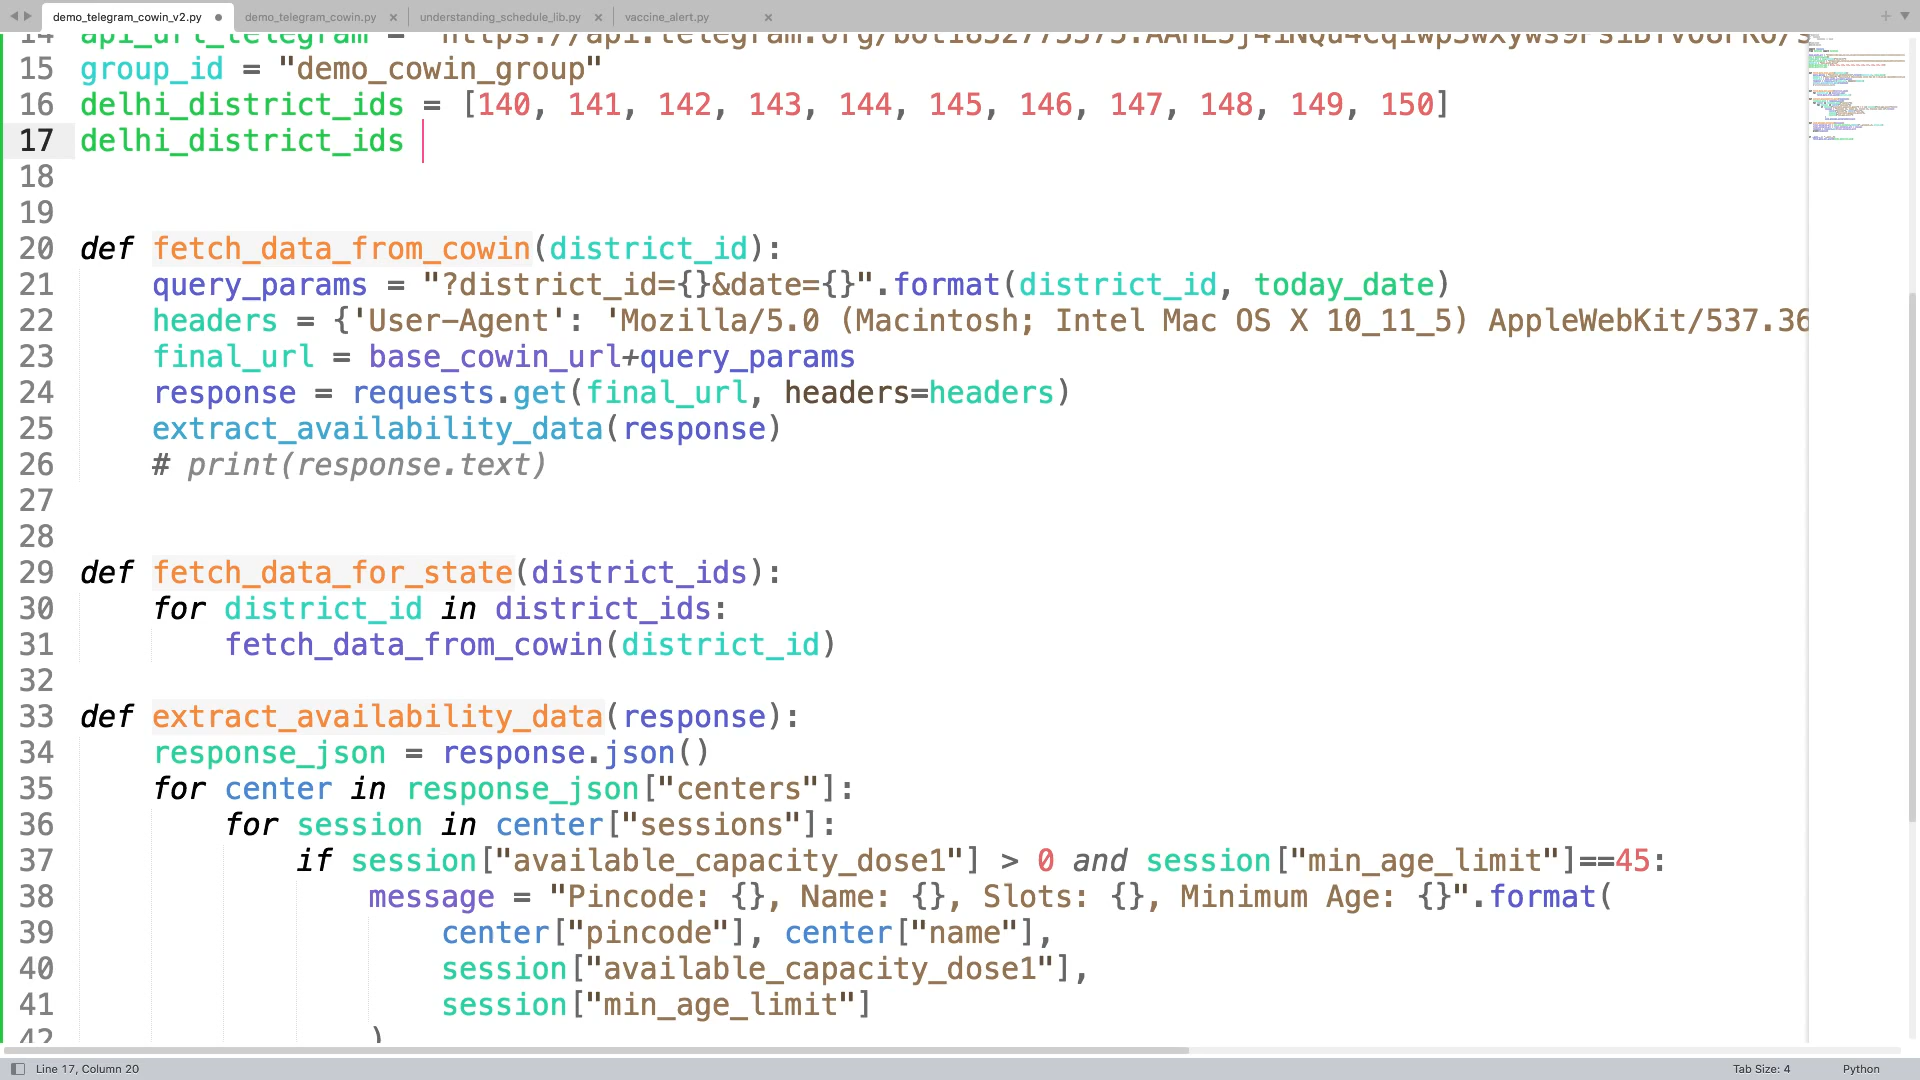 demo_telegram_cowin_v2.py demo_telegram_cowin.py understanding_schedule_lib.py vaccine_alert.py
14 api_url_telegram =
15 group_id = "demo_cowin_group"
16 delhi_district_ids = [140, 141, 142, 143, 144, 145, 146, 147, 148, 149, 150]
17 delhi_district_ids
18
19
20 def fetch_data_from_cowin(district_id):
21 query_params = "?district_id={}&date={}".format(district_id, today_date)
22 headers = {'User-Agent': 'Mozilla/5.0 (Macintosh; Intel Mac OS X 10_11_5) AppleWebKit/537.36
23 final_url = base_cowin_url+query_params
24 response = requests.get(final_url, headers=headers)
25 extract_availability_data(response)
26 # print(response.text)
27
28
29 def fetch_data_for_state(district_ids):
30 for district_id in district_ids:
31 fetch_data_from_cowin(district_id)
32
33 def extract_availability_data(response):
34 response_json = response.json()
35 for center in response_json["centers"]:
36 for session in center["sessions"]:
37 if session["available_capacity_dose1"] > 0 and session["min_age_limit"]==45:
38 message = "Pincode: {}, Name: {}, Slots: {}, Minimum Age: {}".format(
39 center["pincode"], center["name"],
40 session["available_capacity_dose1"],
41 session["min_age_limit"]
42 )
Line 17, Column 20 Tab Size: 4 Python